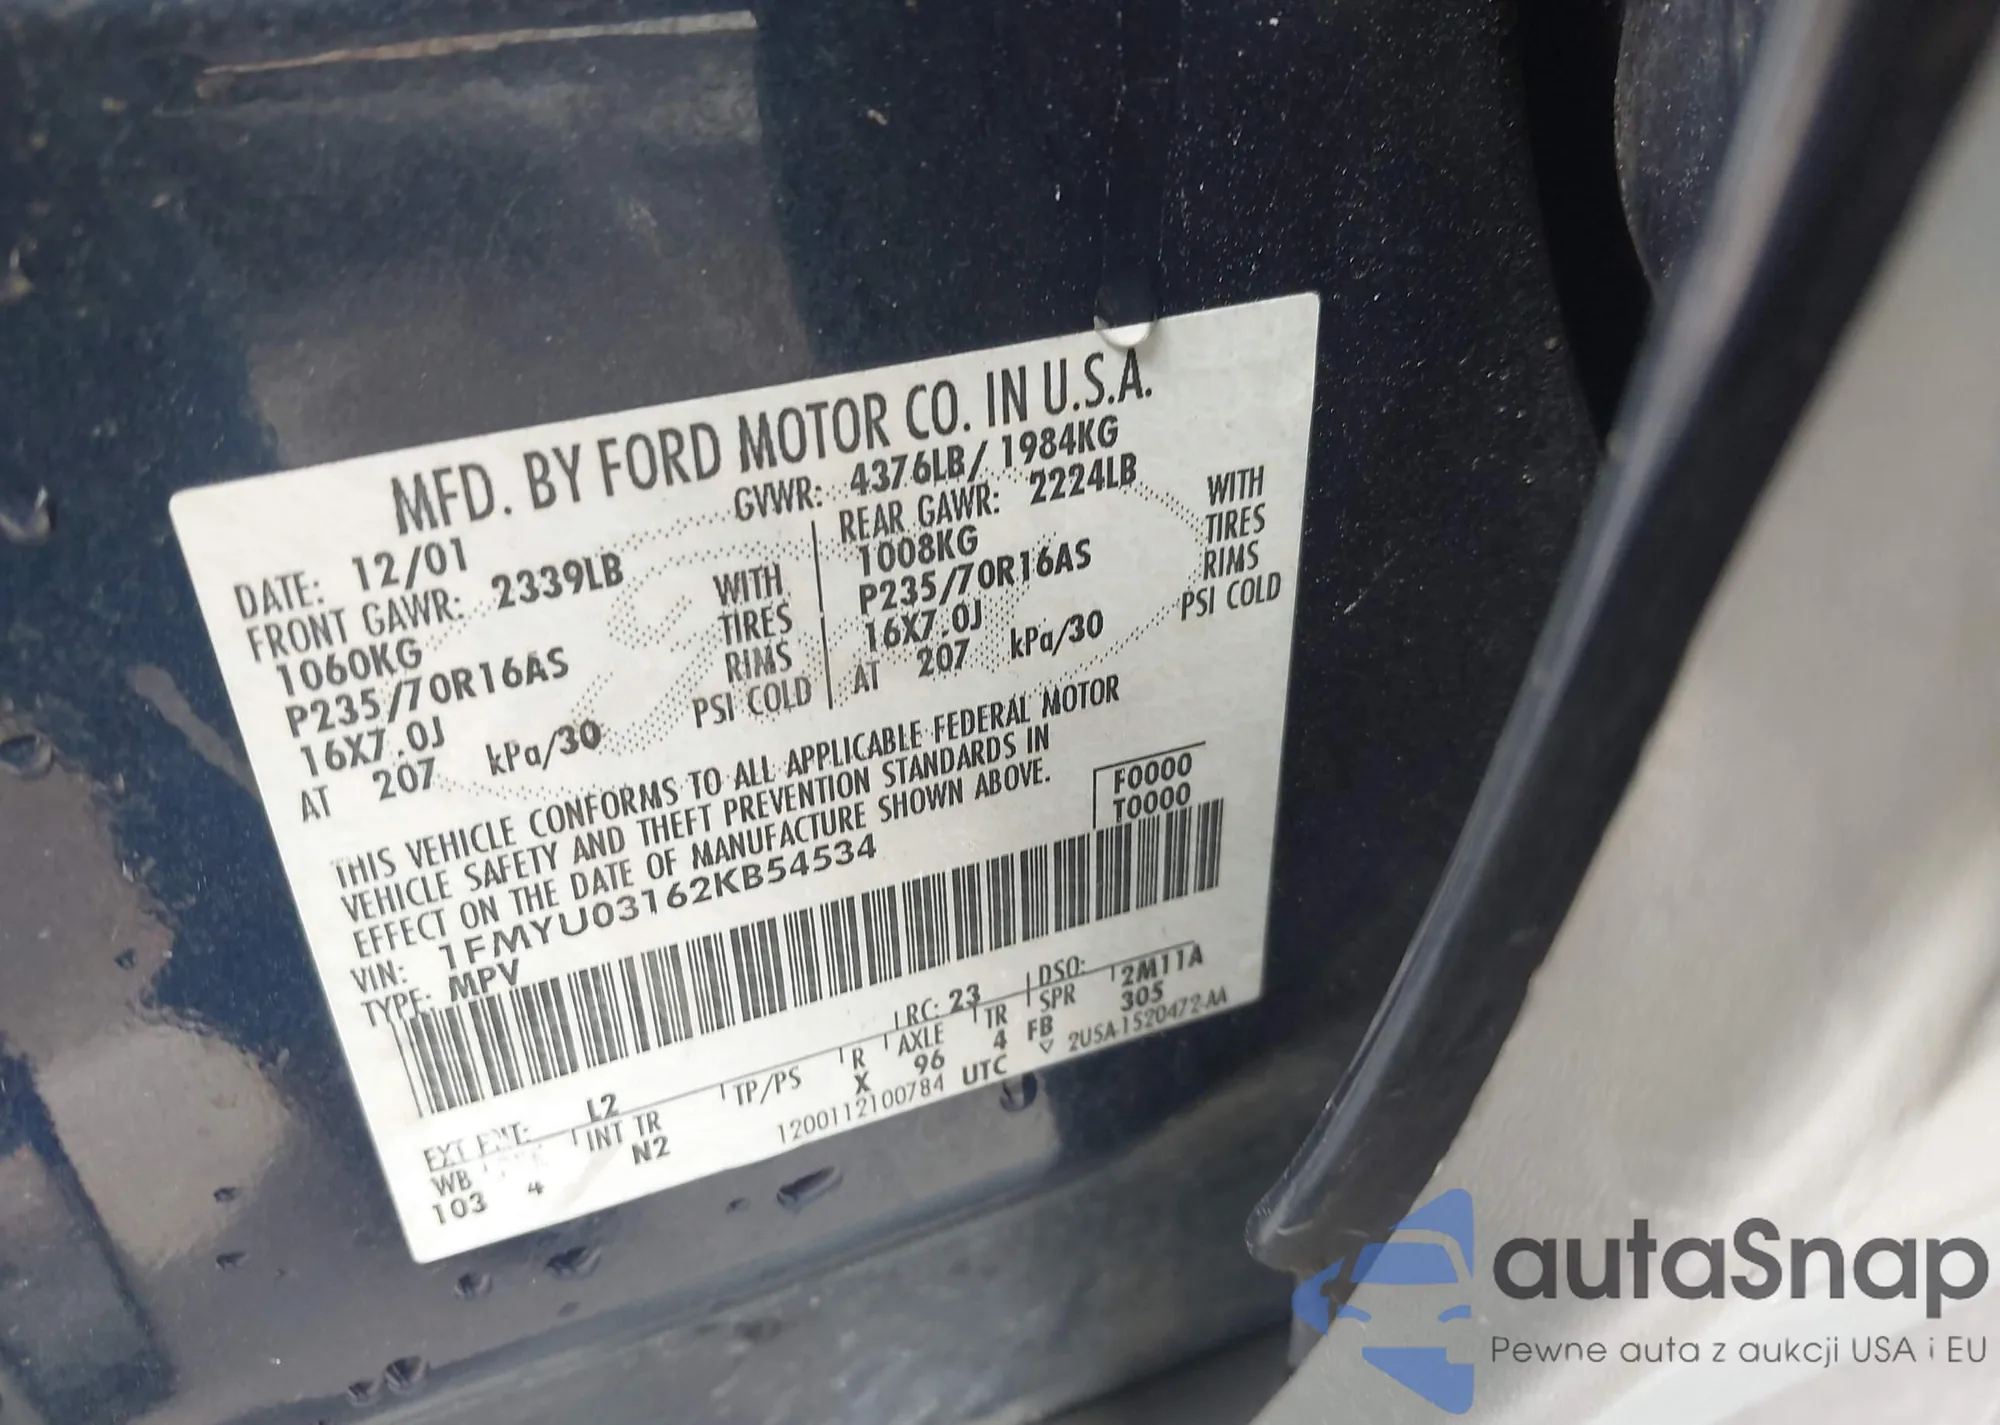 MFD. BY FORD MOTOR CO. IN U.S.A.
DATE: 12/01 GVWR: 4376LB/ 1984KG
FRONT GAWR: 2339LB REAR GAWR: 2224LB
1060KG WITH 1008KG WITH
P235/70R16AS TIRES P235/70R16AS TIRES
16X7.0J RIMS 16X7.0J RIMS
AT 207 kPa/30 PSI COLD AT 207 kPa/30 PSI COLD
THIS VEHICLE CONFORMS TO ALL APPLICABLE FEDERAL MOTOR
VEHICLE SAFETY AND THEFT PREVENTION STANDARDS IN
EFFECT ON THE DATE OF MANUFACTURE SHOWN ABOVE.
F0000
T0000
VIN: 1FMYU03162KB54534
TYPE: MPV
EXT PNT: L2 RC: 23 DSO: 12M11A
WB INT TR TP/PS R AXLE TR SPR 305
103 4 N2 X 96 4 FB
1200112100784 UTC 2USA-1520472-AA
autaSnap
Pewne auta z aukcji USA i EU